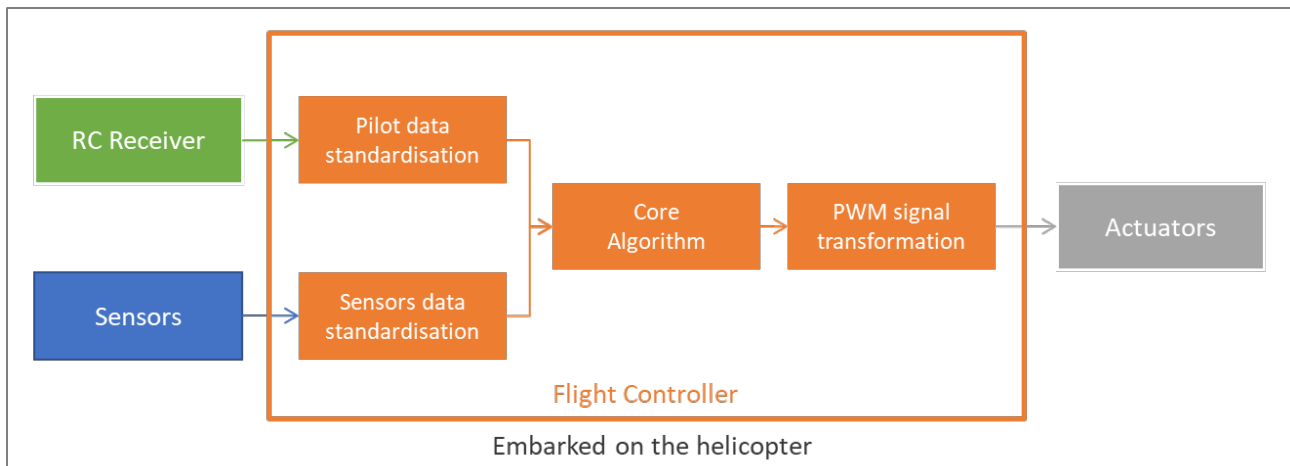 RC Receiver
Pilot data
standardisation
Core
Algorithm
PWM signal
transformation
Actuators
Sensors
Sensors data
standardisation
Flight Controller
Embarked on the helicopter